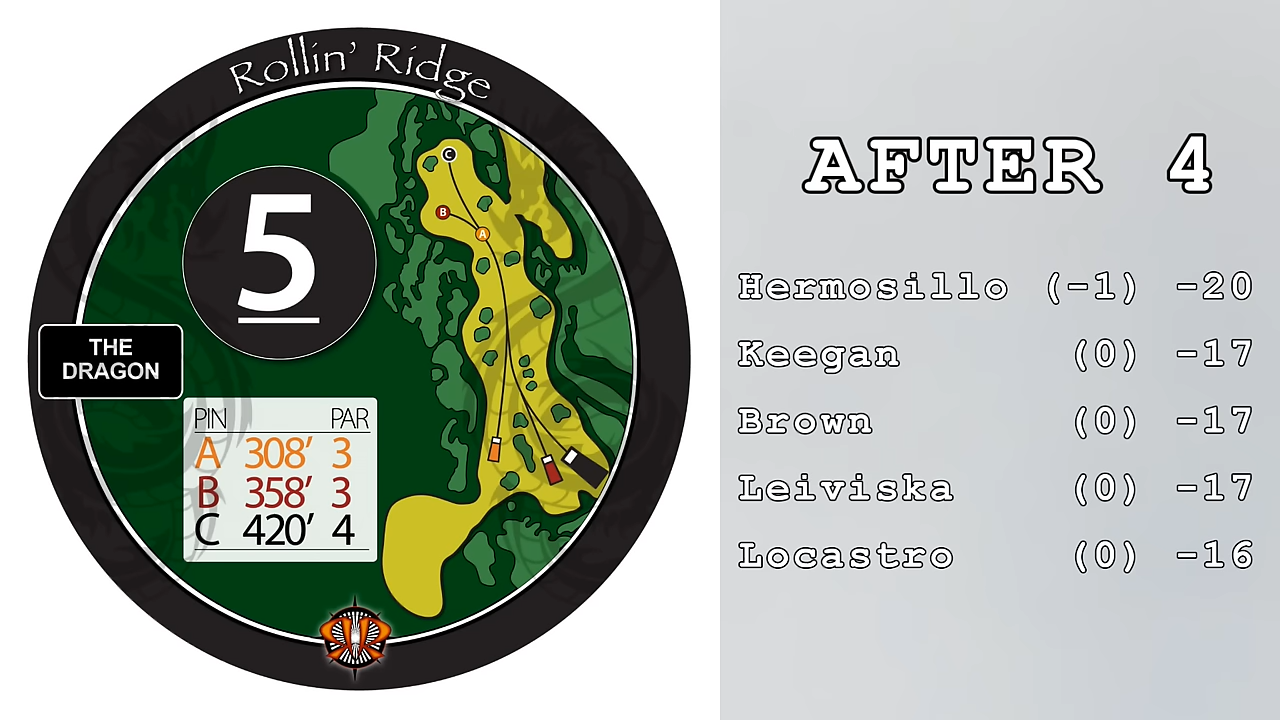 Rollin' Ridge
5
THE
DRAGON
PIN PAR
A 308' 3
B 358' 3
C 420' 4
C
B
A
AFTER 4
Hermosillo (-1) -20
Keegan (0) -17
Brown (0) -17
Leiviska (0) -17
Locastro (0) -16